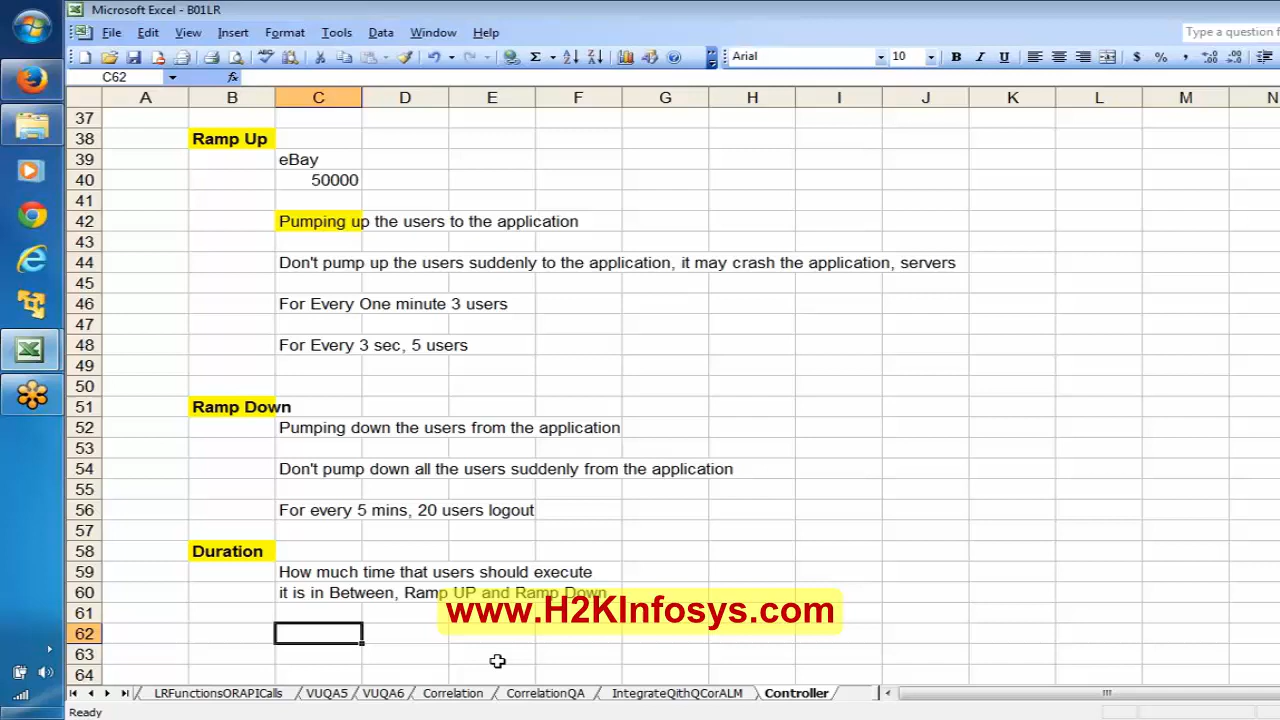 Microsoft Excel - B01LR
File Edit View Insert Format Tools Data Window Help
Type a question f
Arial 10 B I U $ % ,
C62 fx
A B C D E F G H I J K L M N
37
38 Ramp Up
39 eBay
40 50000
41
42 Pumping up the users to the application
43
44 Don't pump up the users suddenly to the application, it may crash the application, servers
45
46 For Every One minute 3 users
47
48 For Every 3 sec, 5 users
49
50
51 Ramp Down
52 Pumping down the users from the application
53
54 Don't pump down all the users suddenly from the application
55
56 For every 5 mins, 20 users logout
57
58 Duration
59 How much time that users should execute
60 it is in Between, Ramp UP and Ramp Down
www.H2KInfosys.com
61
62
63
64
LRFunctionsORAPICalls VUQA5 VUQA6 Correlation CorrelationQA IntegrateQithQCorALM Controller
Ready